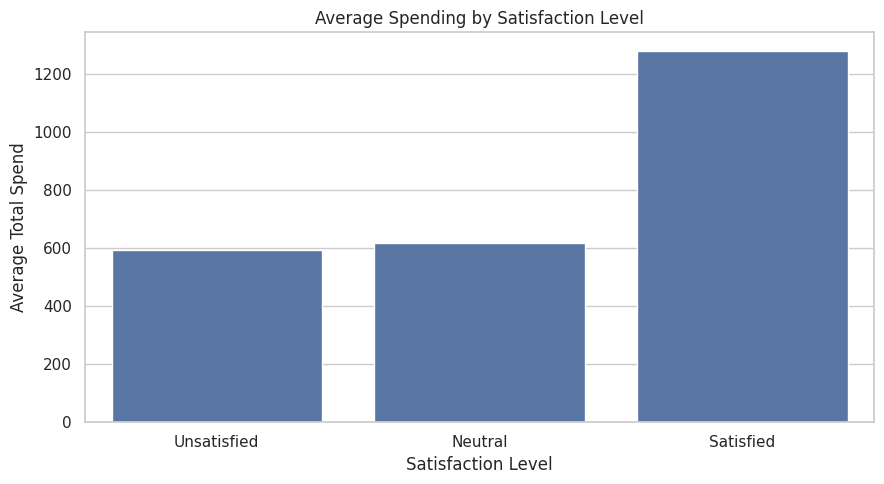 Average Spending by Satisfaction Level
Average Total Spend
1200
1000
800
600
400
200
0
Unsatisfied
Neutral
Satisfied
Satisfaction Level